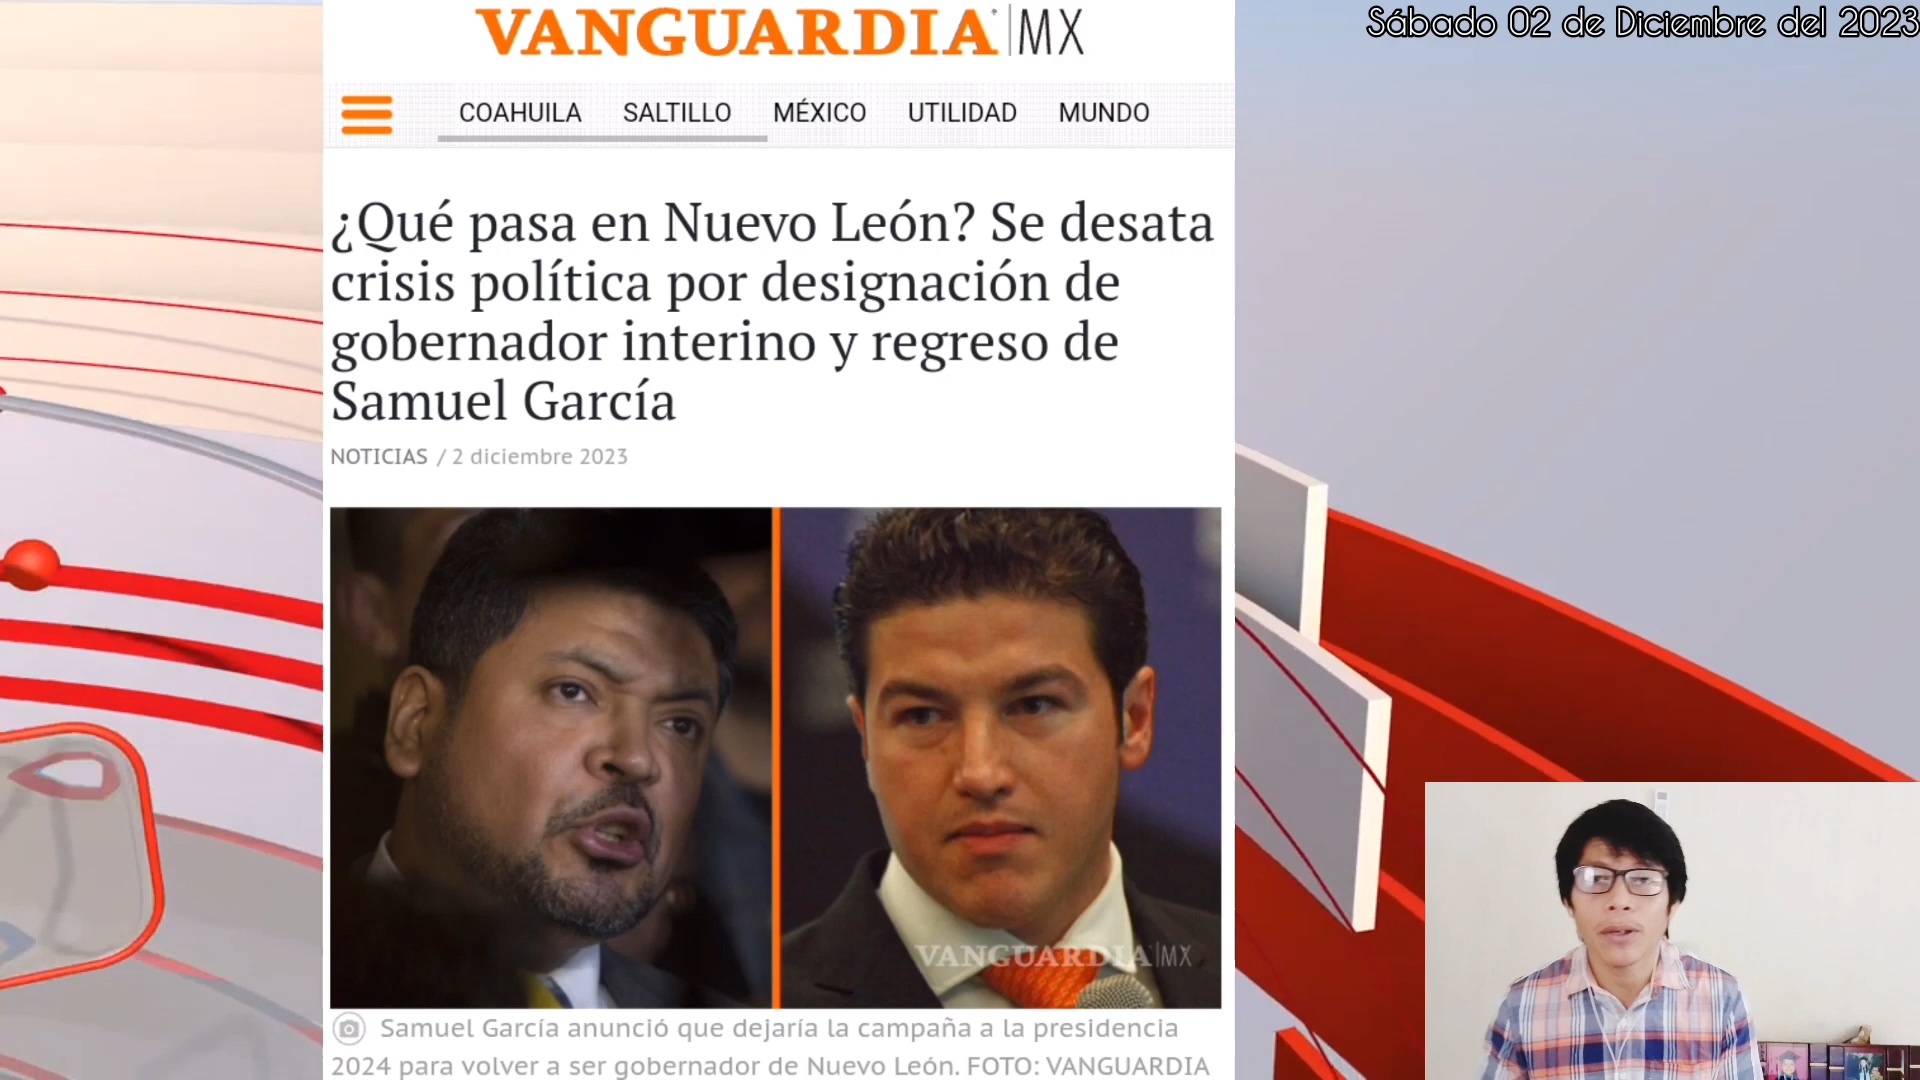 VANGUARDIA MX
Sábado 02 de Diciembre del 2023
COAHUILA SALTILLO MÉXICO UTILIDAD MUNDO
¿Qué pasa en Nuevo León? Se desata
crisis política por designación de
gobernador interino y regreso de
Samuel García
NOTICIAS / 2 diciembre 2023
VANGUARDIA MX
Samuel García anunció que dejaría la campaña a la presidencia
2024 para volver a ser gobernador de Nuevo León. FOTO: VANGUARDIA